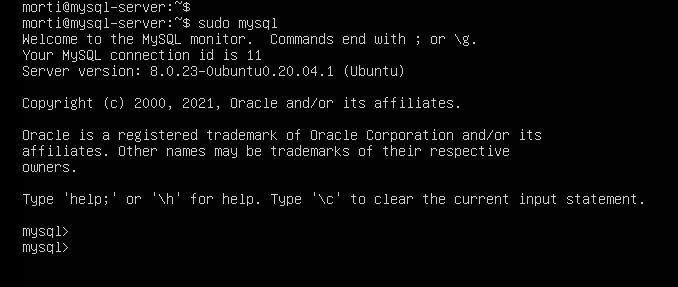 morti@mysql-server:~$
morti@mysql-server:~$ sudo mysql
Welcome to the MySQL monitor.  Commands end with ; or \g.
Your MySQL connection id is 11
Server version: 8.0.23-0ubuntu0.20.04.1 (Ubuntu)
Copyright (c) 2000, 2021, Oracle and/or its affiliates.
Oracle is a registered trademark of Oracle Corporation and/or its
affiliates. Other names may be trademarks of their respective
owners.
Type 'help;' or '\h' for help. Type '\c' to clear the current input statement.
mysql>
mysql>